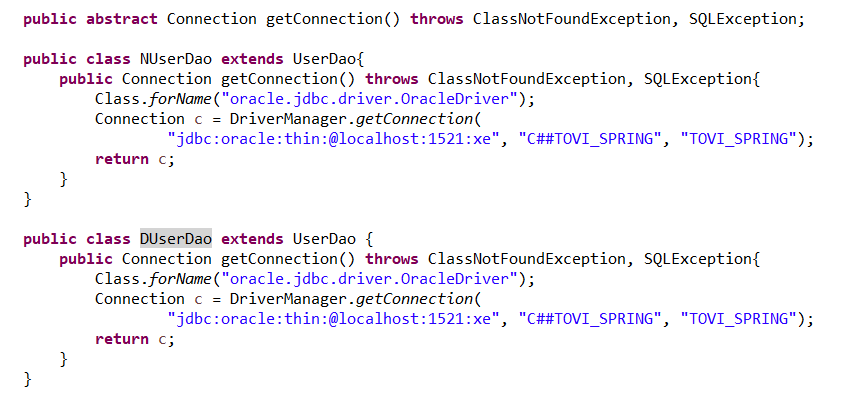 public abstract Connection getConnection() throws ClassNotFoundException, SQLException;
public class NUserDao extends UserDao{
public Connection getConnection() throws ClassNotFoundException, SQLException{
Class.forName("oracle.jdbc.driver.OracleDriver");
Connection c = DriverManager.getConnection(
"jdbc:oracle:thin:@localhost:1521:xe", "C##TOVI_SPRING", "TOVI_SPRING");
return c;
}
}
public class DUserDao extends UserDao {
public Connection getConnection() throws ClassNotFoundException, SQLException{
Class.forName("oracle.jdbc.driver.OracleDriver");
Connection c = DriverManager.getConnection(
"jdbc:oracle:thin:@localhost:1521:xe", "C##TOVI_SPRING", "TOVI_SPRING");
return c;
}
}